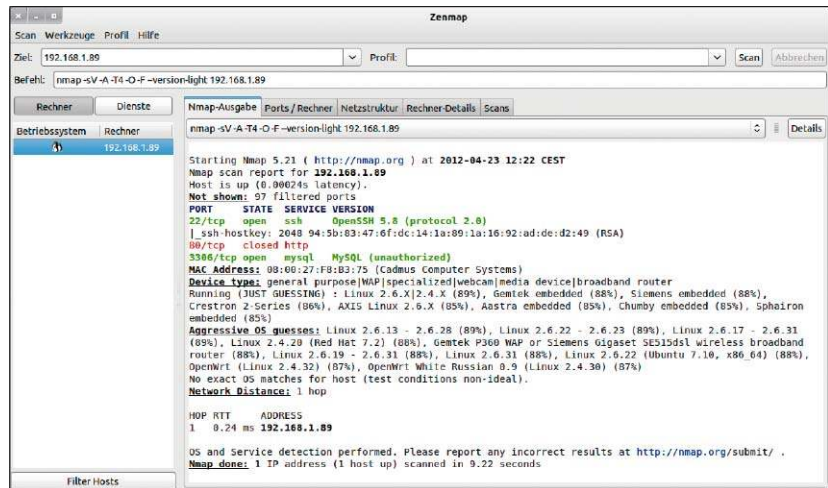 Zenmap
Scan Werkzeuge Profil Hilfe
Ziel: 192.168.1.89 Profil: Scan Abbrechen
Befehl: nmap -sV -A -T4 -O -F --version-light 192.168.1.89
Rechner Dienste
Betriebssystem Rechner
192.168.1.89
Filter Hosts
Nmap-Ausgabe Ports / Rechner Netzstruktur Rechner-Details Scans
nmap -sV -A -T4 -O -F --version-light 192.168.1.89 Details
Starting Nmap 5.21 ( http://nmap.org ) at 2012-04-23 12:22 CEST
Nmap scan report for 192.168.1.89
Host is up (0.00024s latency).
Not shown: 97 filtered ports
PORT STATE SERVICE VERSION
22/tcp open ssh OpenSSH 5.8 (protocol 2.0)
|_ssh-hostkey: 2048 94:5b:83:47:6f:dc:14:1a:89:1a:16:92:ad:de:d2:49 (RSA)
80/tcp closed http
3306/tcp open mysql MySQL (unauthorized)
MAC Address: 08:00:27:F8:B3:75 (Cadmus Computer Systems)
Device type: general purpose|WAP|specialized|webcam|media device|broadband router
Running (JUST GUESSING) : Linux 2.6.X|2.4.X (89%), Gemtek embedded (88%), Siemens embedded (88%),
Crestron 2-Series (86%), AXIS Linux 2.6.X (85%), Aastra embedded (85%), Chumby embedded (85%), Sphairon
embedded (85%)
Aggressive OS guesses: Linux 2.6.13 - 2.6.28 (89%), Linux 2.6.22 - 2.6.23 (89%), Linux 2.6.17 - 2.6.31
(89%), Linux 2.4.20 (Red Hat 7.2) (88%), Gemtek P360 WAP or Siemens Gigaset SE515dsl wireless broadband
router (88%), Linux 2.6.19 - 2.6.31 (88%), Linux 2.6.31 (88%), Linux 2.6.22 (Ubuntu 7.10, x86_64) (88%),
OpenWrt (Linux 2.4.32) (87%), OpenWrt White Russian 0.9 (Linux 2.4.30) (87%)
No exact OS matches for host (test conditions non-ideal).
Network Distance: 1 hop
HOP RTT ADDRESS
1 0.24 ms 192.168.1.89
OS and Service detection performed. Please report any incorrect results at http://nmap.org/submit/ .
Nmap done: 1 IP address (1 host up) scanned in 9.22 seconds